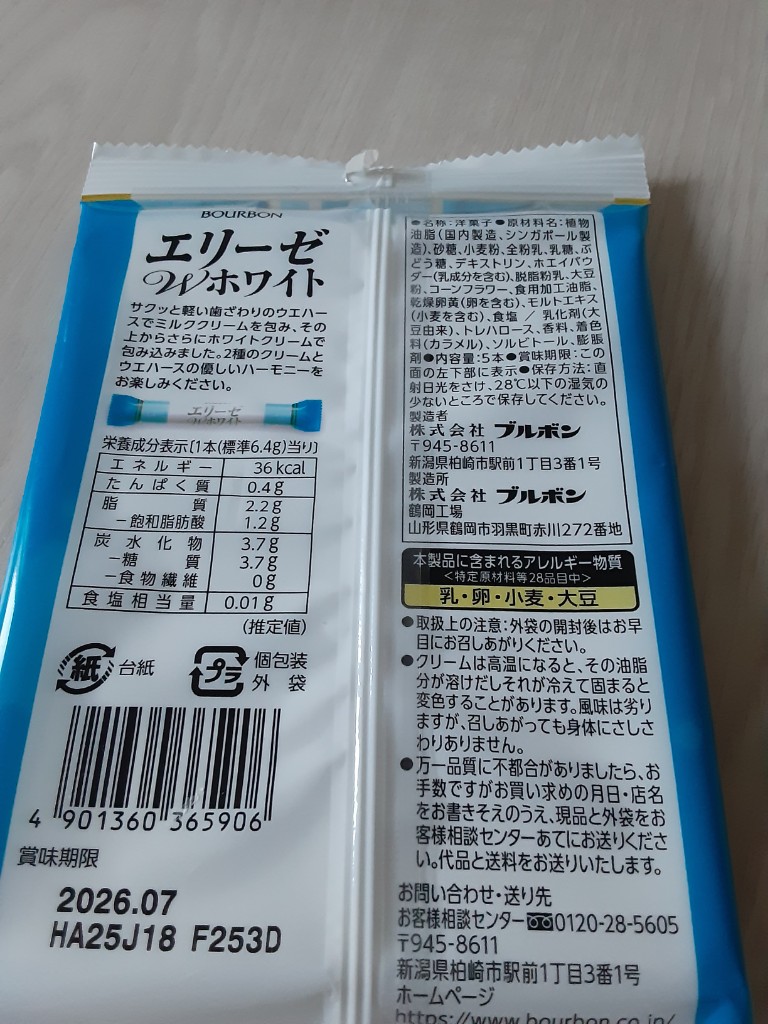 BOURBON
エリーゼ
Wホワイト
サクッと軽い歯ざわりのウエハー
スでミルククリームを包み、その
上からさらにホワイトクリームで
包み込みました。2種のクリームと
ウエハースの優しいハーモニーを
お楽しみください。
エリーゼ
Wホワイト
栄養成分表示〔1本(標準6.4g)当り〕
エネルギー 36kcal
たんぱく質 0.4g
脂質 2.2g
−飽和脂肪酸 1.2g
炭水化物 3.7g
−糖質 3.7g
−食物繊維 0g
食塩相当量 0.01g
(推定値)
紙 台紙
プラ 個包装
外袋
4 901360 365906
賞味期限
2026.07
HA25J18 F253D
●名称:洋菓子●原材料名:植物
油脂(国内製造、シンガポール製
造)、砂糖、小麦粉、全粉乳、乳糖、ぶ
どう糖、デキストリン、ホエイパウ
ダー(乳成分を含む)、脱脂粉乳、大豆
粉、コーンフラワー、食用加工油脂、
乾燥卵黄(卵を含む)、モルトエキス
(小麦を含む)、食塩 / 乳化剤(大
豆由来)、トレハロース、香料、着色
料(カラメル)、ソルビトール、膨脹
剤●内容量:5本●賞味期限:この
面の左下部に表示●保存方法:直
射日光をさけ、28℃以下の湿気の
少ないところで保存してください。
製造者
株式会社 ブルボン
〒945-8611
新潟県柏崎市駅前1丁目3番1号
製造所
株式会社 ブルボン
鶴岡工場
山形県鶴岡市羽黒町赤川272番地
本製品に含まれるアレルギー物質
<特定原材料等28品目中>
乳・卵・小麦・大豆
●取扱上の注意:外袋の開封後はお早
目にお召しあがりください。
●クリームは高温になると、その油脂
分が溶けだしそれが冷えて固まると
変色することがあります。風味は劣り
ますが、召しあがっても身体にさしさ
わりありません。
●万一品質に不都合がありましたら、お
手数ですがお買い求めの月日・店名
をお書きそえのうえ、現品と外袋をお
客様相談センターあてにお送りくださ
い。代品と送料をお送りいたします。
お問い合わせ・送り先
お客様相談センター 0120-28-5605
〒945-8611
新潟県柏崎市駅前1丁目3番1号
ホームページ
https://www.bourbon.co.jp/